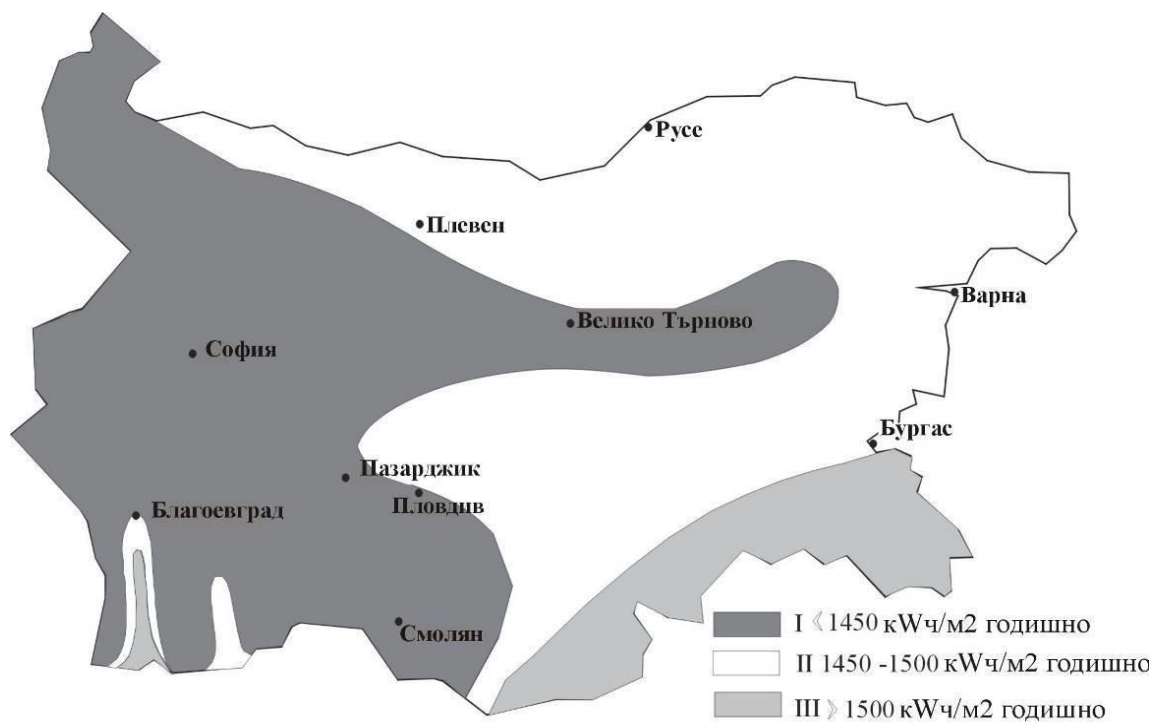 Русе
Плевен
Варна
Велико Търново
София
Бургас
Пазарджик
Пловдив
Благоевград
Смолян
I 《 1450 кWч/м2 годишно
II 1450 -1500 кWч/м2 годишно
III 》 1500 кWч/м2 годишно